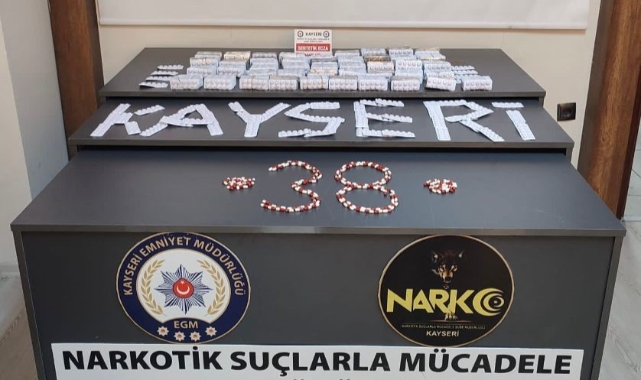 KAYSERİ
38
KAYSERİ EMNİYET MÜDÜRLÜĞÜ
EGM
NARKO
KAYSERİ
NARKOTİK SUÇLARLA MÜCADELE